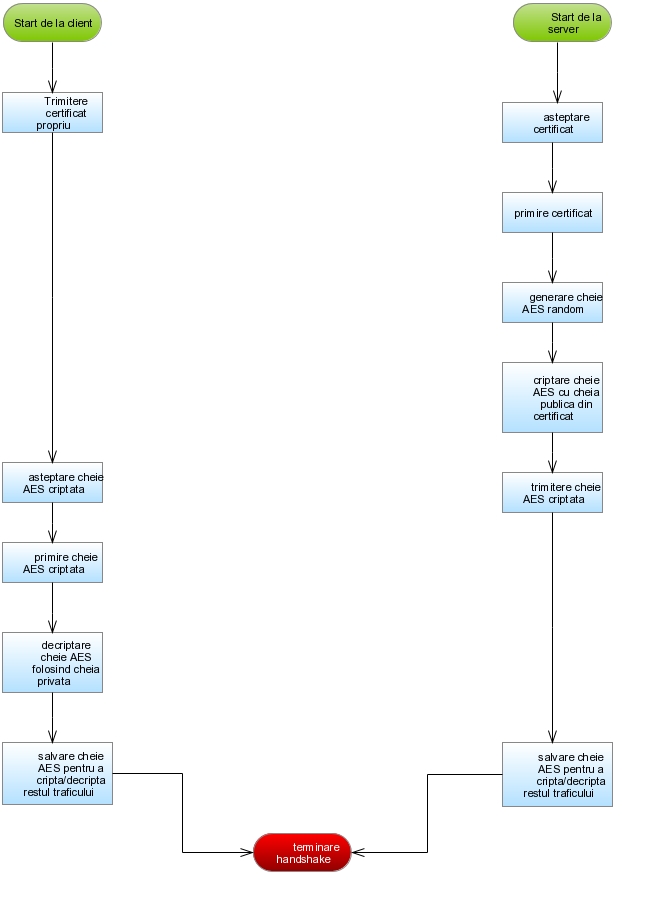 Start de la client
Trimitere
certificat
propriu
asteptare cheie
AES criptata
primire cheie
AES criptata
decriptare
cheie AES
folosind cheia
privata
salvare cheie
AES pentru a
cripta/decripta
restul traficului
Start de la
server
asteptare
certificat
primire certificat
generare cheie
AES random
criptare cheie
AES cu cheia
publica din
certificat
trimitere cheie
AES criptata
salvare cheie
AES pentru a
cripta/decripta
restul traficului
terminare
handshake